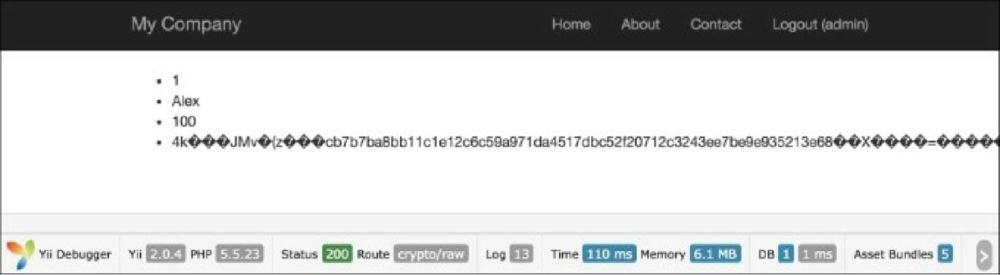 My Company Home About Contact Logout (admin)
• 1
• Alex
• 100
• 4k���JMv�{z���cb7b7ba8bb11c1e12c6c59a971da4517dbc52f20712c3243ee7be9e935213e68��X����=�����
Yii Debugger Yii 2.0.4 PHP 5.5.23 Status 200 Route crypto/raw Log 13 Time 110 ms Memory 6.1 MB DB 1 1 ms Asset Bundles 5 >